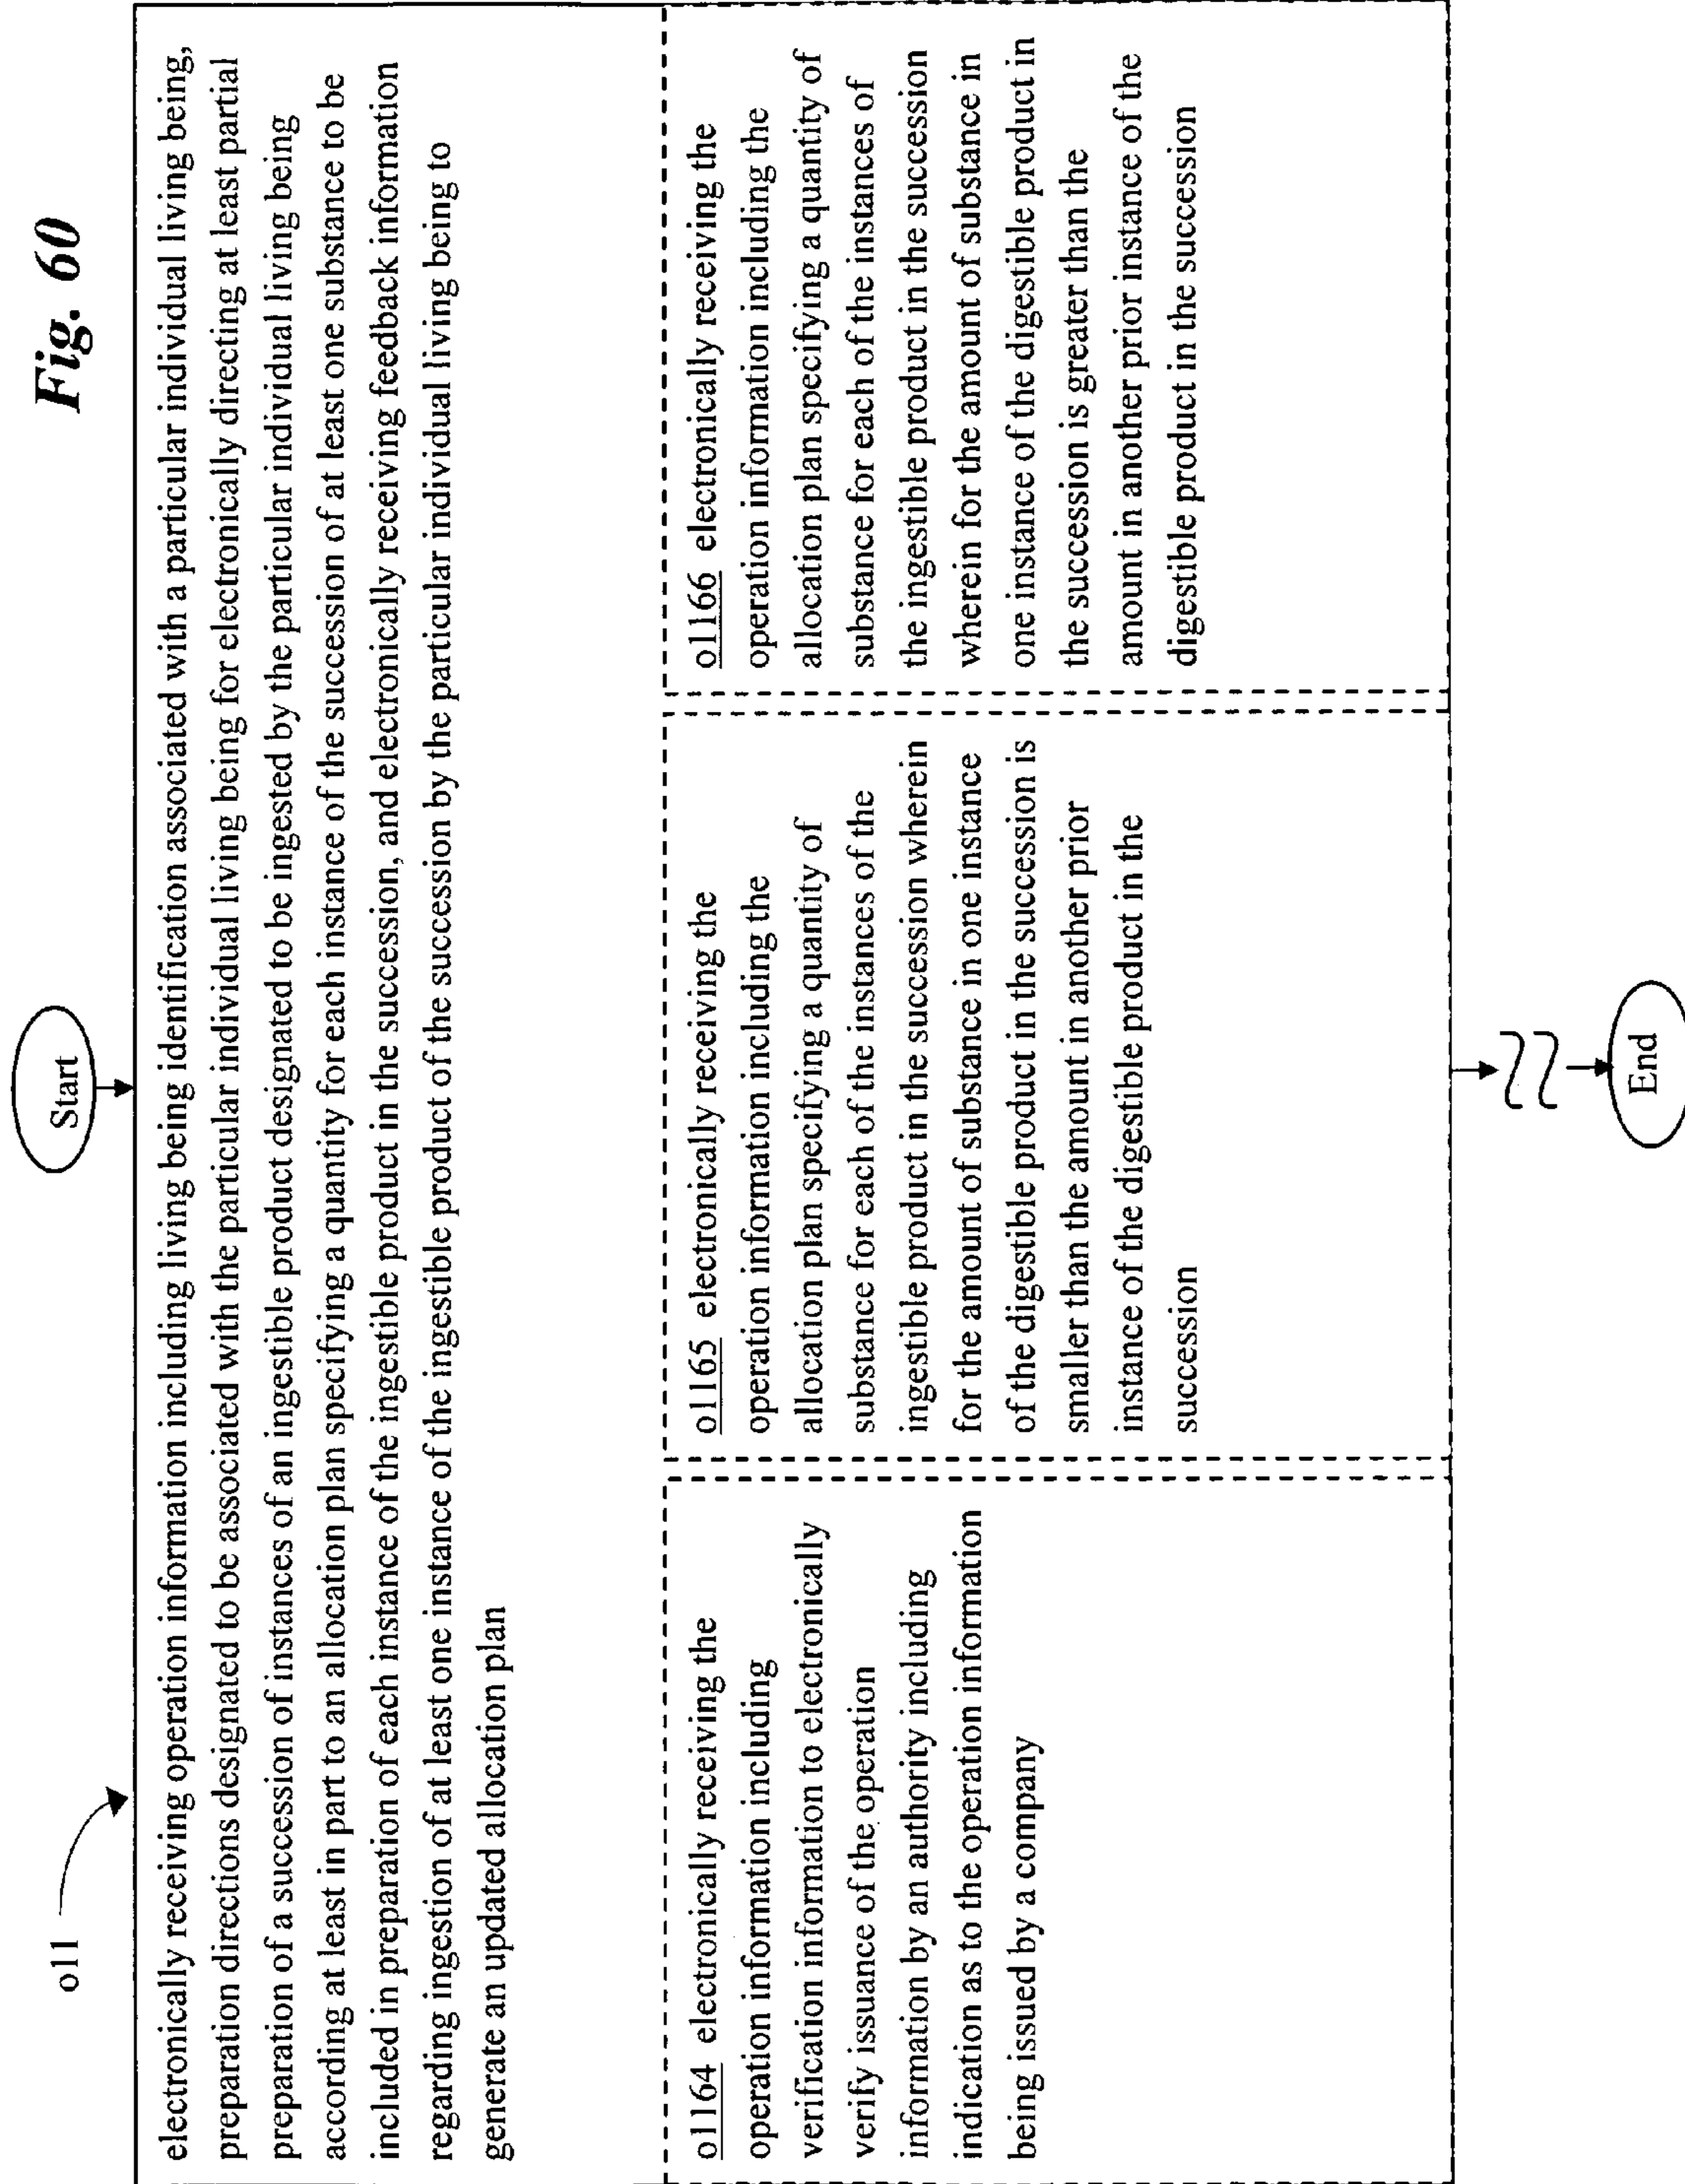 Fig. 60
Start
o11
electronically receiving operation information including living being identification associated with a particular individual living being,
preparation directions designated to be associated with the particular individual living being for electronically directing at least partial
preparation of a succession of instances of an ingestible product designated to be ingested by the particular individual living being
according at least in part to an allocation plan specifying a quantity for each instance of the succession of at least one substance to be
included in preparation of each instance of the ingestible product in the succession, and electronically receiving feedback information
regarding ingestion of at least one instance of the ingestible product of the succession by the particular individual living being to
generate an updated allocation plan
o1164 electronically receiving the
operation information including
verification information to electronically
verify issuance of the operation
information by an authority including
indication as to the operation information
being issued by a company
o1165 electronically receiving the
operation information including the
allocation plan specifying a quantity of
substance for each of the instances of the
ingestible product in the succession wherein
for the amount of substance in one instance
of the digestible product in the succession is
smaller than the amount in another prior
instance of the digestible product in the
succession
o1166 electronically receiving the
operation information including the
allocation plan specifying a quantity of
substance for each of the instances of
the ingestible product in the succession
wherein for the amount of substance in
one instance of the digestible product in
the succession is greater than the
amount in another prior instance of the
digestible product in the succession
End